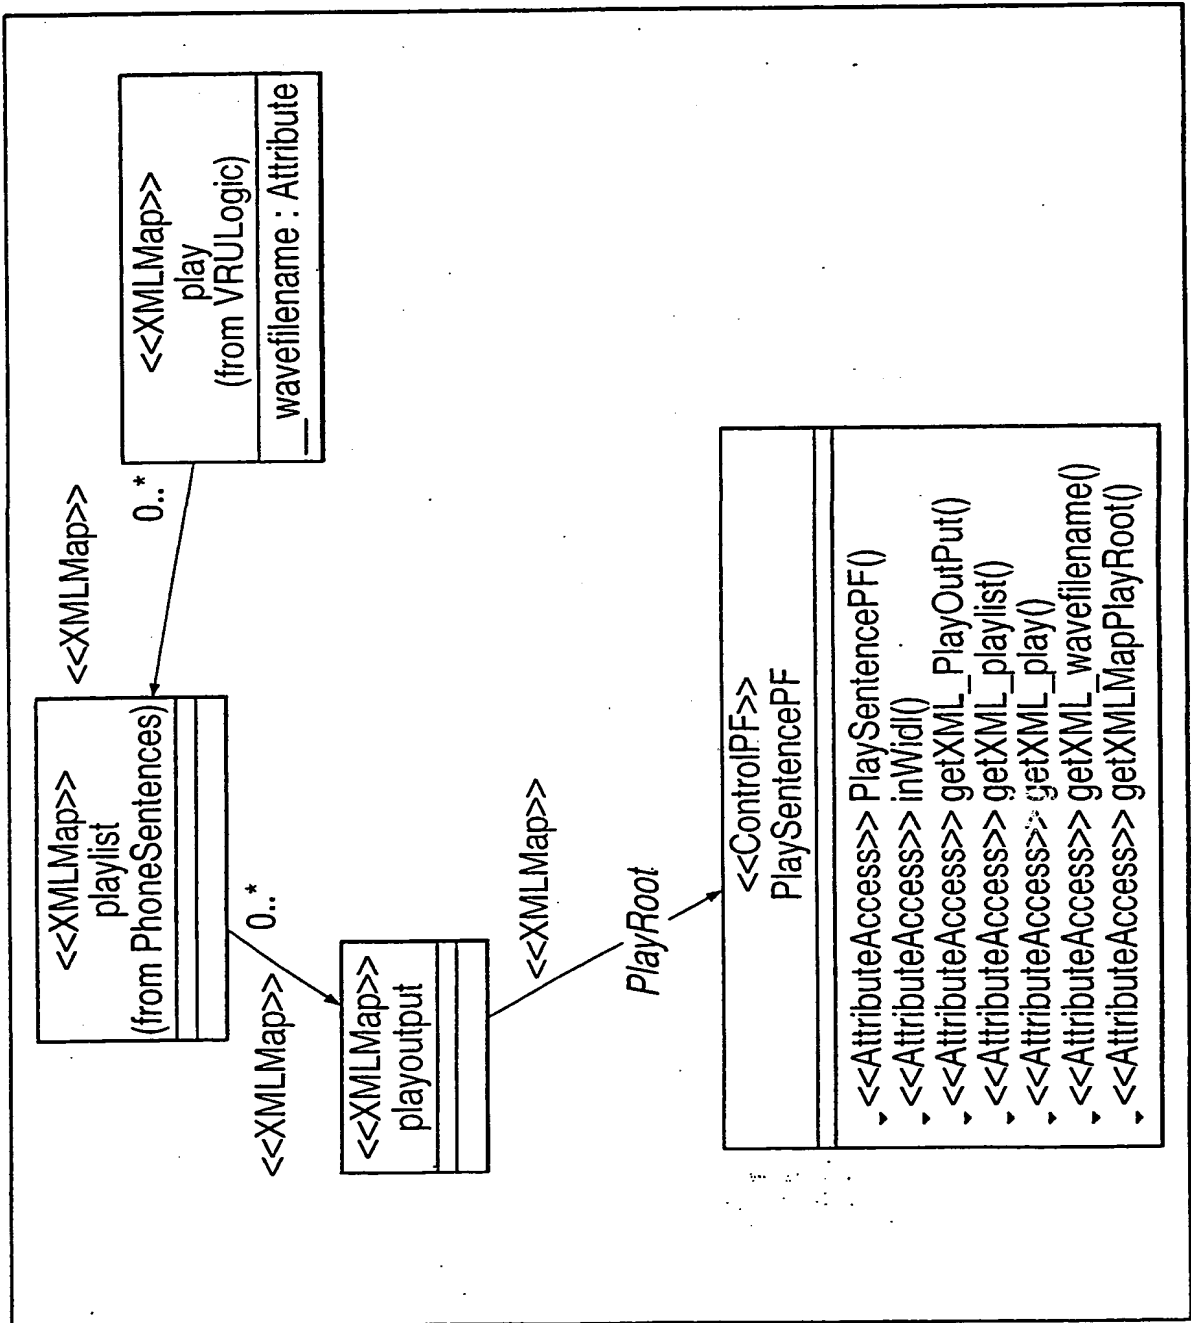 <<XMLMap>>
playlist
(from PhoneSentences)
<<XMLMap>>
0..*
<<XMLMap>>
play
(from VRULogic)
_wavefilename : Attribute
<<XMLMap>>
0..*
<<XMLMap>>
playoutput
<<XMLMap>>
PlayRoot
<<ControlPF>>
PlaySentencePF
<<AttributeAccess>> PlaySentencePF()
<<AttributeAccess>> inWidl()
<<AttributeAccess>> getXML_PlayOutPut()
<<AttributeAccess>> getXML_playlist()
<<AttributeAccess>> getXML_play()
<<AttributeAccess>> getXML_wavefilename()
<<AttributeAccess>> getXMLMapPlayRoot()